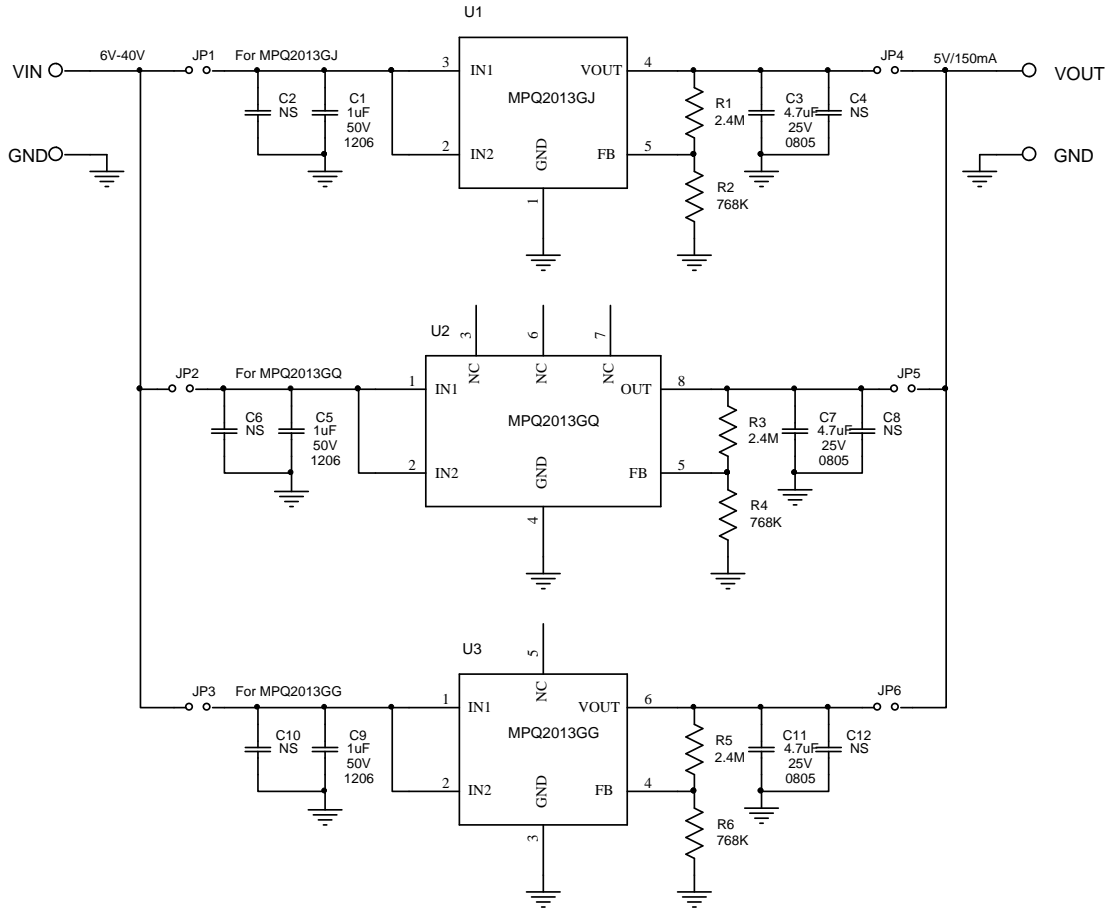 U1
6V-40V
JP1
For MPQ2013GJ
JP4
5V/150mA
VIN
3
IN1
VOUT
4
VOUT
MPQ2013GJ
C2
NS
C1
1uF
50V
1206
R1
2.4M
C3
4.7uF
25V
0805
C4
NS
GND
2
IN2
GND
FB
5
GND
R2
768K
1
U2
3
NC
6
NC
7
NC
JP2
For MPQ2013GQ
JP5
1
IN1
OUT
8
MPQ2013GQ
C6
NS
C5
1uF
50V
1206
R3
2.4M
C7
4.7uF
25V
0805
C8
NS
2
IN2
GND
FB
5
R4
768K
4
U3
5
NC
JP3
For MPQ2013GG
JP6
1
IN1
VOUT
6
MPQ2013GG
C10
NS
C9
1uF
50V
1206
R5
2.4M
C11
4.7uF
25V
0805
C12
NS
2
IN2
GND
FB
4
R6
768K
3